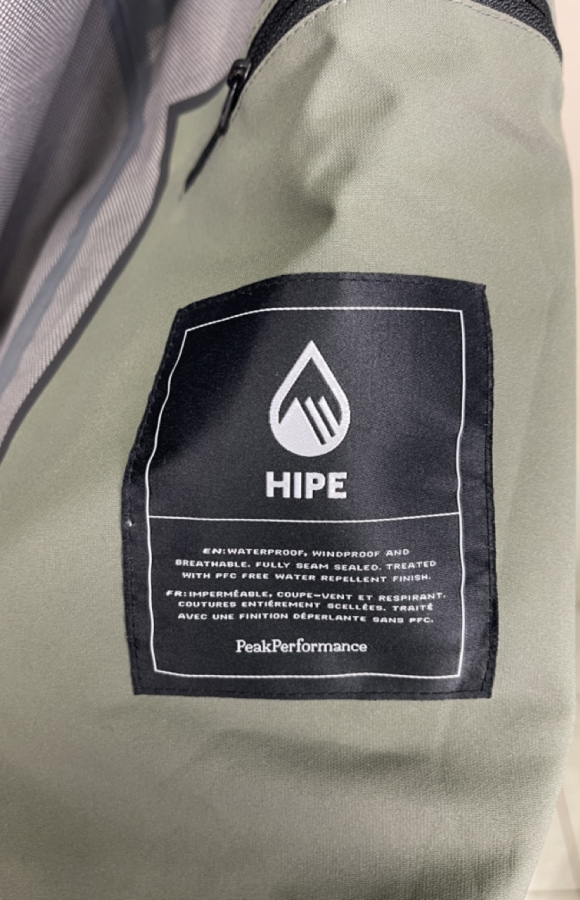 HIPE
EN:WATERPROOF, WINDPROOF AND
BREATHABLE. FULLY SEAM SEALED. TREATED
WITH PFC FREE WATER REPELLENT FINISH.
FR:IMPERMÉABLE, COUPE-VENT ET RESPIRANT.
COUTURES ENTIÉREMENT SCELLÉES. TRAITÉ
AVEC UNE FINITION DÉPERLANTE SANS PFC.
PeakPerformance